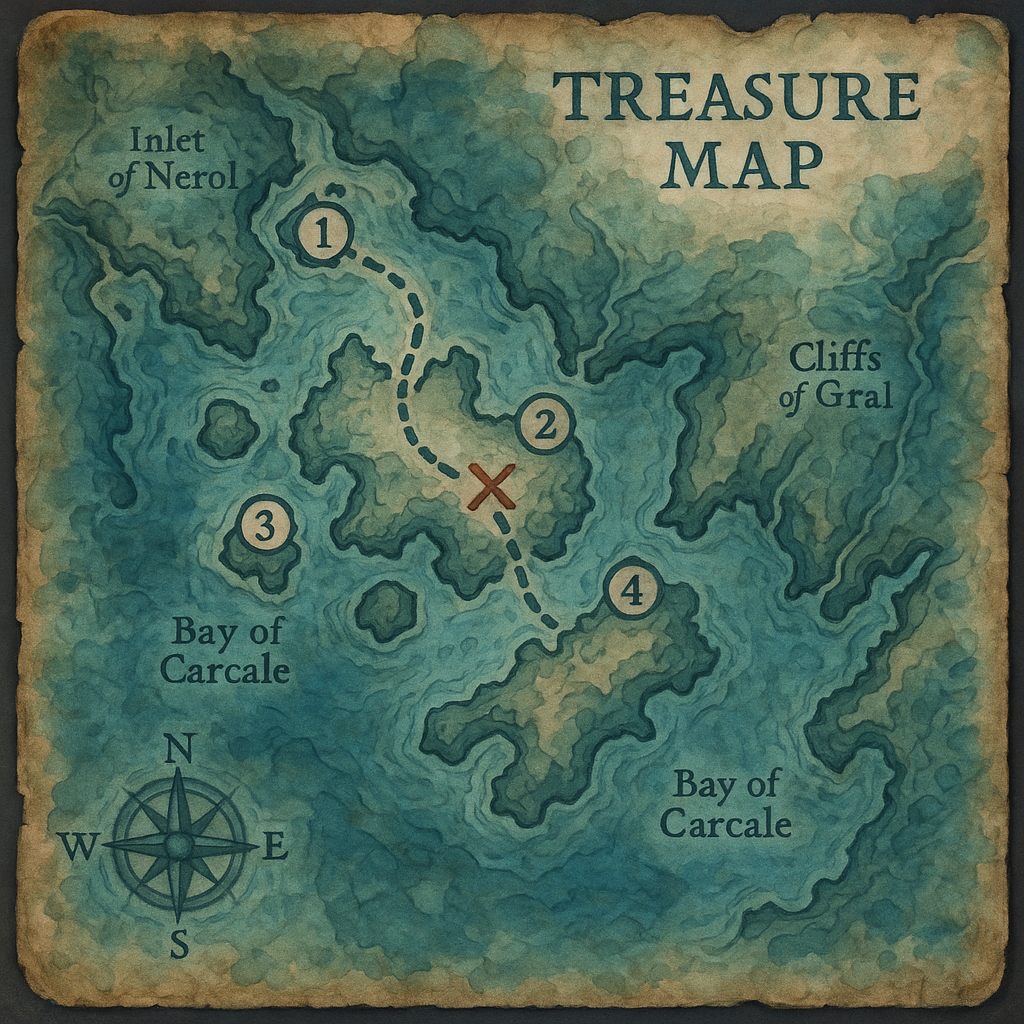 TREASURE
MAP
Inlet
of Nerol
1
Cliffs
of Gral
2
3
4
Bay of
Carcale
N
W E
S
Bay of
Carcale